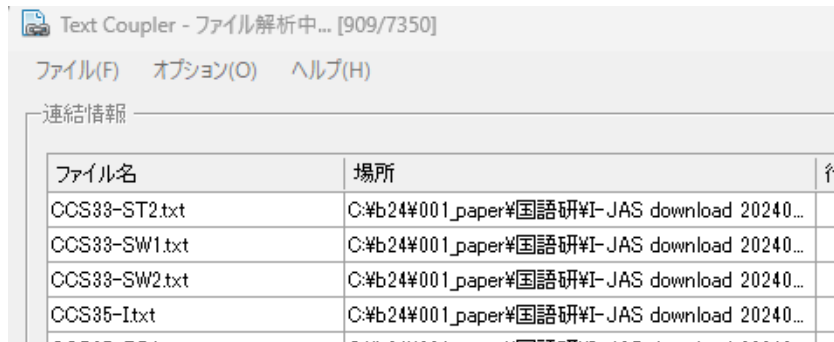 Text Coupler - ファイル解析中... [909/7350]
ファイル(F) オプション(O) ヘルプ(H)
連結情報
ファイル名 場所
CCS33-ST2.txt C:¥b24¥001_paper¥国語研¥I-JAS download 20240...
CCS33-SW1.txt C:¥b24¥001_paper¥国語研¥I-JAS download 20240...
CCS33-SW2.txt C:¥b24¥001_paper¥国語研¥I-JAS download 20240...
CCS35-I.txt C:¥b24¥001_paper¥国語研¥I-JAS download 20240...